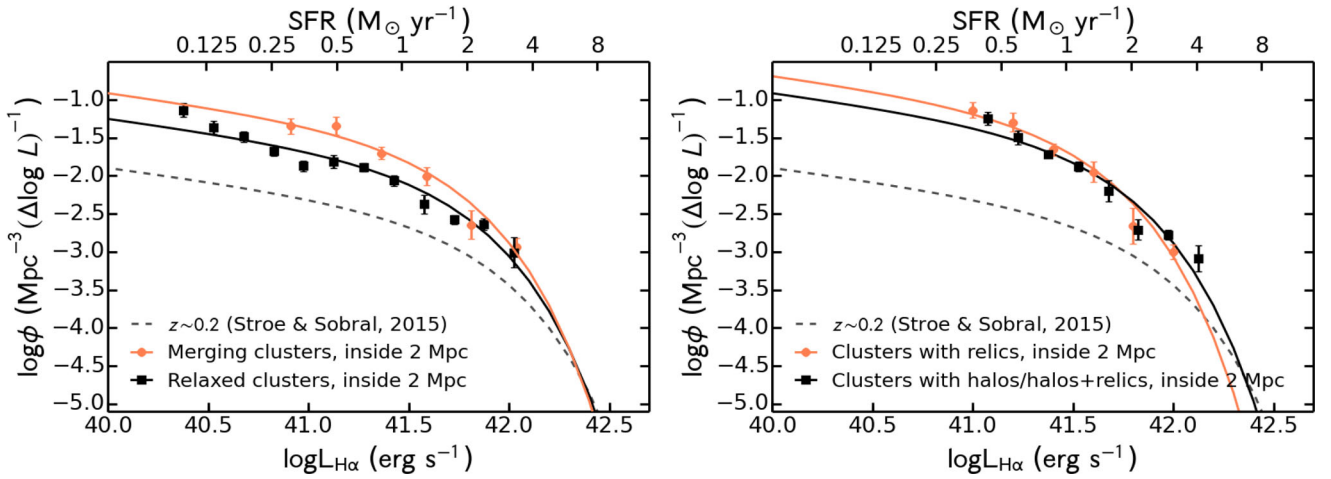 SFR (M⊙ yr⁻¹)
0.125 0.25 0.5 1 2 4 8
logϕ (Mpc⁻³(Δlog L)⁻¹)
−1.0
−1.5
−2.0
−2.5
−3.0
−3.5
−4.0
−4.5
−5.0
z~0.2 (Stroe & Sobral, 2015)
Merging clusters, inside 2 Mpc
Relaxed clusters, inside 2 Mpc
40.0 40.5 41.0 41.5 42.0 42.5
logL_Hα (erg s⁻¹)
SFR (M⊙ yr⁻¹)
0.125 0.25 0.5 1 2 4 8
logϕ (Mpc⁻³(Δlog L)⁻¹)
−1.0
−1.5
−2.0
−2.5
−3.0
−3.5
−4.0
−4.5
−5.0
z~0.2 (Stroe & Sobral, 2015)
Clusters with relics, inside 2 Mpc
Clusters with halos/halos+relics, inside 2 Mpc
40.0 40.5 41.0 41.5 42.0 42.5
logL_Hα (erg s⁻¹)